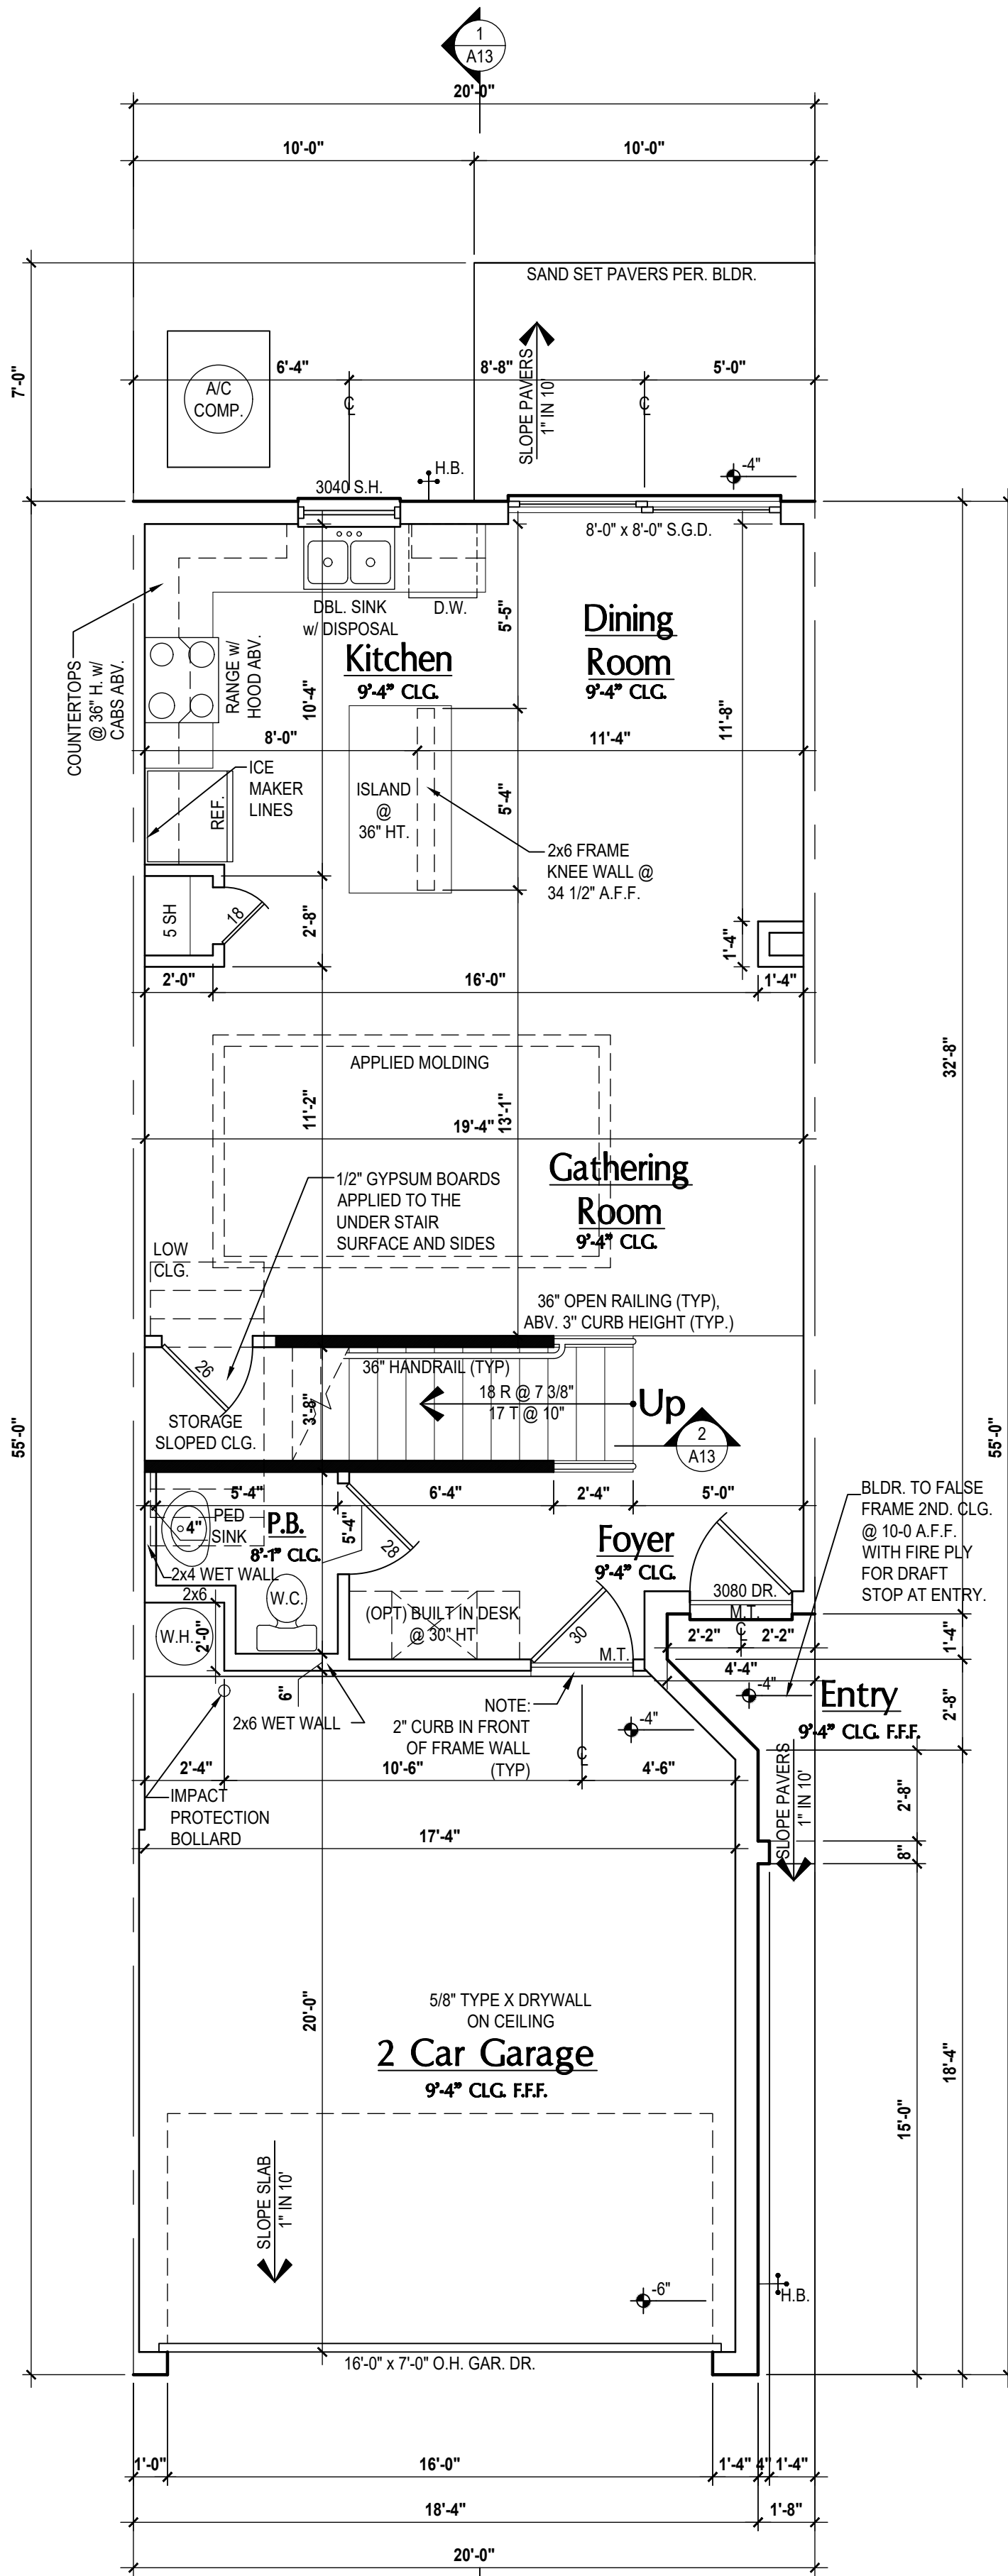 1
A13
20'-0"
10'-0"
10'-0"
SAND SET PAVERS PER. BLDR.
7'-0"
6'-4"
8'-8"
5'-0"
A/C
COMP.
C
L
C
L
SLOPE PAVERS
1" IN 10'
H.B.
-4"
3040 S.H.
8'-0" x 8'-0" S.G.D.
DBL. SINK
w/ DISPOSAL
D.W.
5'-5"
Dining
Room
9'-4" CLG.
Kitchen
9'-4" CLG.
COUNTERTOPS
@ 36" H. w/
CABS ABV.
RANGE w/
HOOD ABV.
10'-4"
11'-8"
8'-0"
11'-4"
ICE
MAKER
LINES
REF.
ISLAND
@
36" HT.
5'-4"
2x6 FRAME
KNEE WALL @
34 1/2" A.F.F.
5 SH
18
2'-8"
1'-4"
2'-0"
16'-0"
1'-4"
32'-8"
APPLIED MOLDING
11'-2"
13'-1"
19'-4"
Gathering
Room
9'-4" CLG.
1/2" GYPSUM BOARDS
APPLIED TO THE
UNDER STAIR
SURFACE AND SIDES
LOW
CLG.
36" OPEN RAILING (TYP),
ABV. 3" CURB HEIGHT (TYP.)
26
36" HANDRAIL (TYP)
18 R @ 7 3/8"
17 T @ 10"
Up
3'-8"
STORAGE
SLOPED CLG.
2
A13
55'-0"
55'-0"
5'-4"
6'-4"
2'-4"
5'-0"
BLDR. TO FALSE
FRAME 2ND. CLG.
@ 10-0 A.F.F.
WITH FIRE PLY
FOR DRAFT
STOP AT ENTRY.
4"
PED
SINK
P.B.
8'-1" CLG.
5'-4"
28
Foyer
9'-4" CLG.
2x4 WET WALL
2x6
W.C.
(OPT) BUILT IN DESK
@ 30" HT
30
M.T.
3080 DR.
M.T.
C
L
2'-2"
2'-2"
1'-4"
W.H.
2'-0"
4'-4"
-4"
2'-8"
Entry
9'-4" CLG. F.F.F.
6"
2x6 WET WALL
NOTE:
2" CURB IN FRONT
OF FRAME WALL
(TYP)
-4"
C
L
2'-4"
10'-6"
4'-6"
IMPACT
PROTECTION
BOLLARD
SLOPE PAVERS
1" IN 10'
2'-8"
17'-4"
8"
20'-0"
5/8" TYPE X DRYWALL
ON CEILING
2 Car Garage
9'-4" CLG. F.F.F.
18'-4"
15'-0"
SLOPE SLAB
1" IN 10'
-6"
H.B.
16'-0" x 7'-0" O.H. GAR. DR.
1'-0"
16'-0"
1'-4"
4"
1'-4"
18'-4"
1'-8"
20'-0"